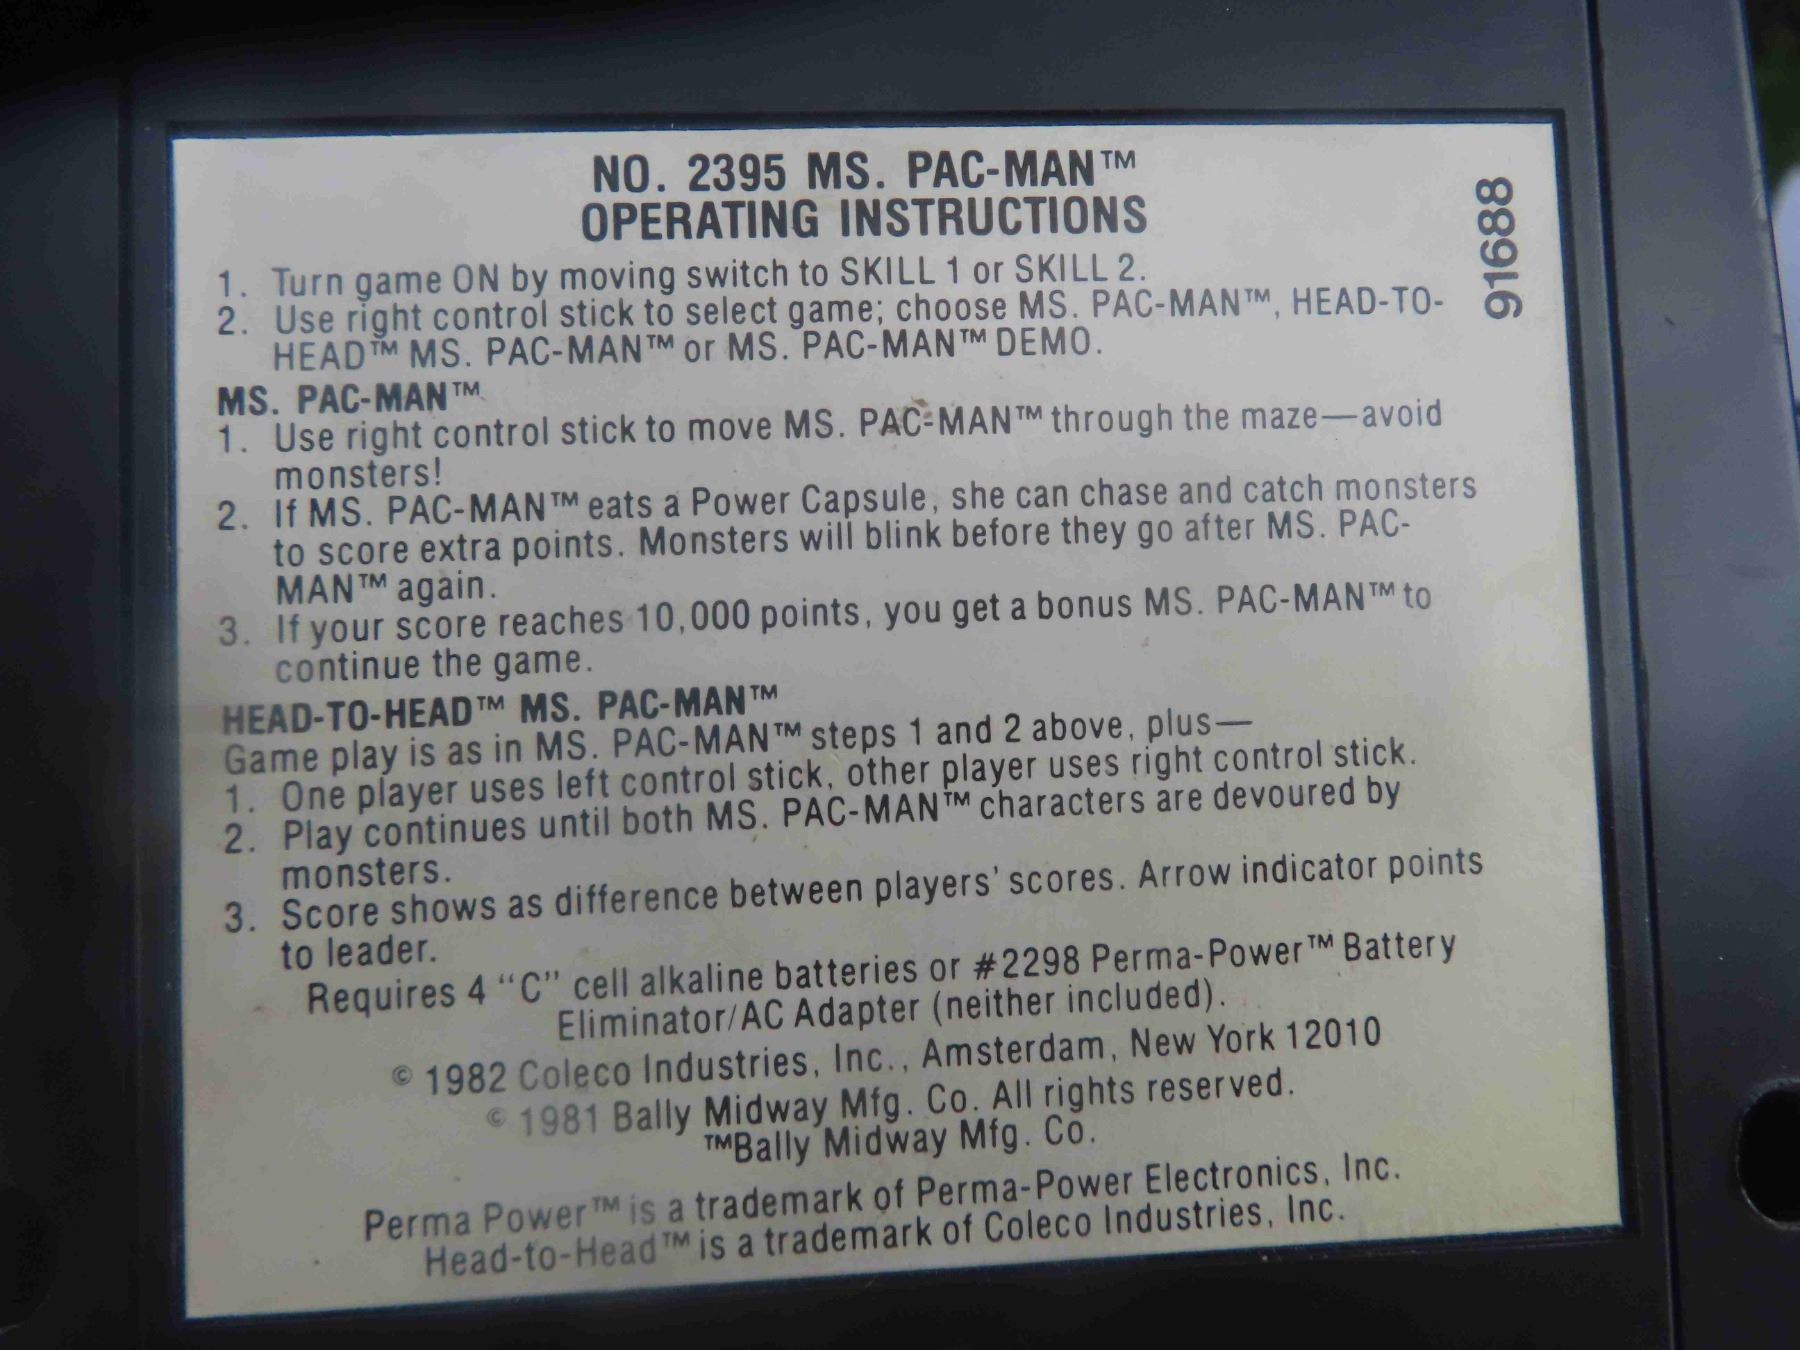 NO. 2395 MS. PAC-MAN™
OPERATING INSTRUCTIONS
91688
1. Turn game ON by moving switch to SKILL 1 or SKILL 2.
2. Use right control stick to select game; choose MS. PAC-MAN™, HEAD-TO-
HEAD™ MS. PAC-MAN™ or MS. PAC-MAN™ DEMO.
MS. PAC-MAN™
1. Use right control stick to move MS. PAC-MAN™ through the maze—avoid
monsters!
2. If MS. PAC-MAN™ eats a Power Capsule, she can chase and catch monsters
to score extra points. Monsters will blink before they go after MS. PAC-
MAN™ again.
3. If your score reaches 10,000 points, you get a bonus MS. PAC-MAN™ to
continue the game.
HEAD-TO-HEAD™ MS. PAC-MAN™
Game play is as in MS. PAC-MAN™ steps 1 and 2 above, plus—
1. One player uses left control stick, other player uses right control stick.
2. Play continues until both MS. PAC-MAN™ characters are devoured by
monsters.
3. Score shows as difference between players' scores. Arrow indicator points
to leader.
Requires 4 "C" cell alkaline batteries or #2298 Perma-Power™ Battery
Eliminator/AC Adapter (neither included).
© 1982 Coleco Industries, Inc., Amsterdam, New York 12010
© 1981 Bally Midway Mfg. Co. All rights reserved.
™Bally Midway Mfg. Co.
Perma Power™ is a trademark of Perma-Power Electronics, Inc.
Head-to-Head™ is a trademark of Coleco Industries, Inc.